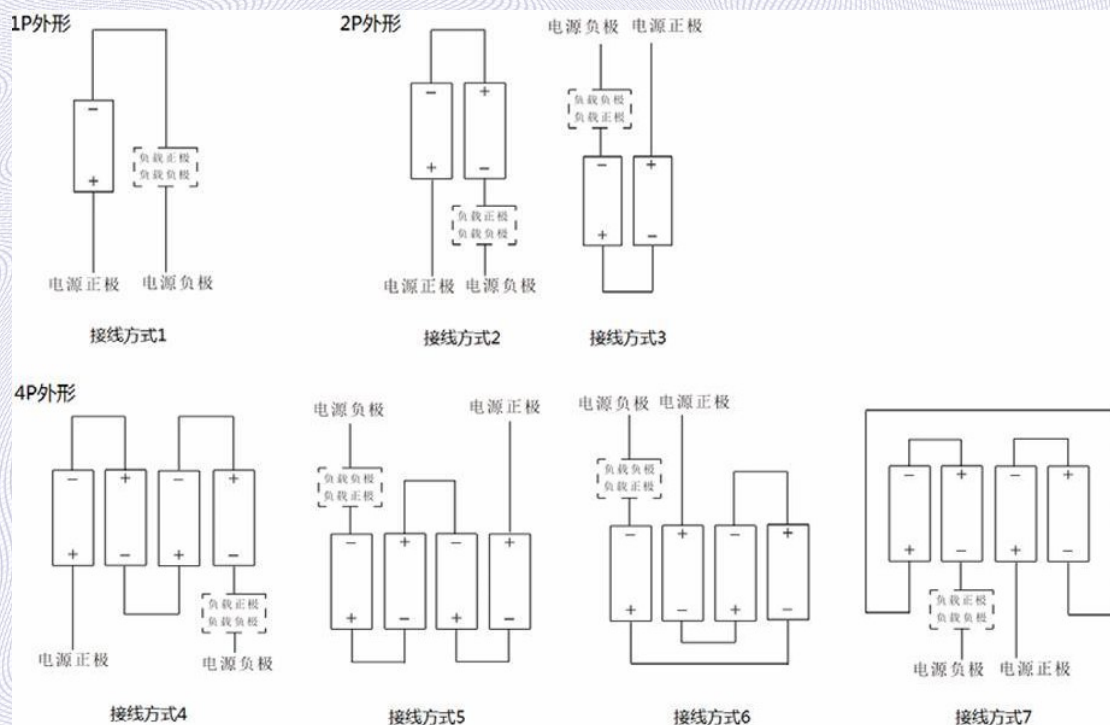 1P外形
2P外形
电源负极 电源正极
－
－ ＋
负载负极
负载正极
负载正极
负载负极
－ ＋
＋
＋ －
负载正极
负载负极
＋ －
电源正极 电源负极
电源正极 电源负极
接线方式1
接线方式2
接线方式3
4P外形
电源负极 电源正极
电源负极 电源正极
－ ＋ － ＋
负载负极
负载正极
负载负极
负载正极
－ ＋ － ＋
＋ － ＋ －
－ ＋ － ＋
－ ＋ － ＋
＋ － ＋ －
负载正极
负载负极
负载正极
负载负极
＋ － ＋ －
＋ － ＋ －
电源正极
电源负极
电源负极 电源正极
接线方式4
接线方式5
接线方式6
接线方式7